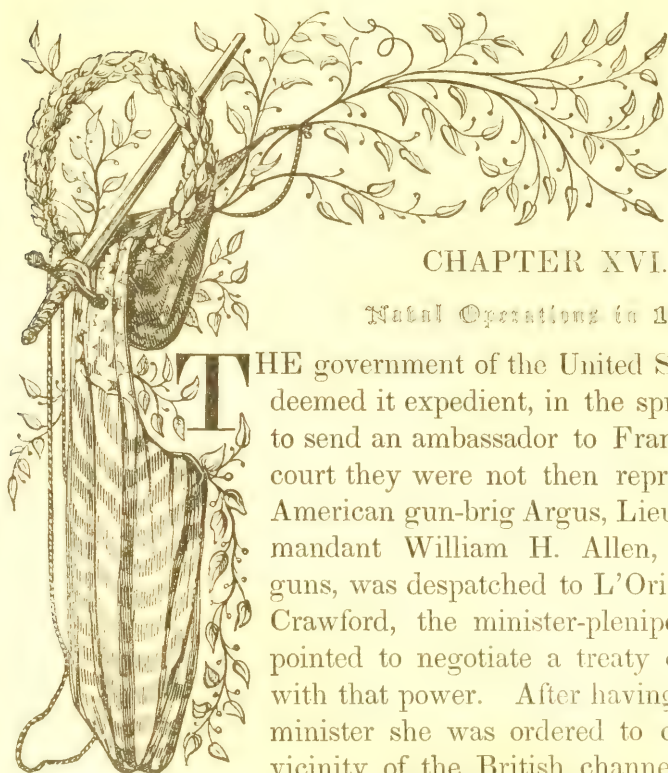 CHAPTER XVI.
Naval Operations in 1
THE government of the United S
deemed it expedient, in the spr
to send an ambassador to Fran
court they were not then repr
American gun-brig Argus, Lieu
mandant William H. Allen,
guns, was despatched to L'Ori
Crawford, the minister-plenip
pointed to negotiate a treaty
with that power. After having
minister she was ordered to c
vicinity of the British channe